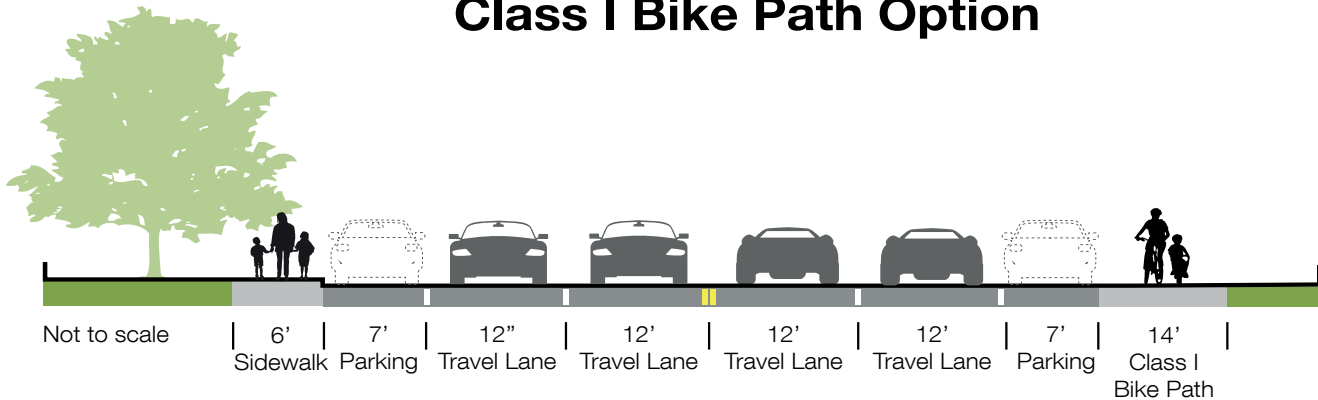 Class I Bike Path Option
Not to scale
6’
Sidewalk
7’
Parking
12”
Travel Lane
12’
Travel Lane
12’
Travel Lane
12’
Travel Lane
7’
Parking
14’
Class I
Bike Path